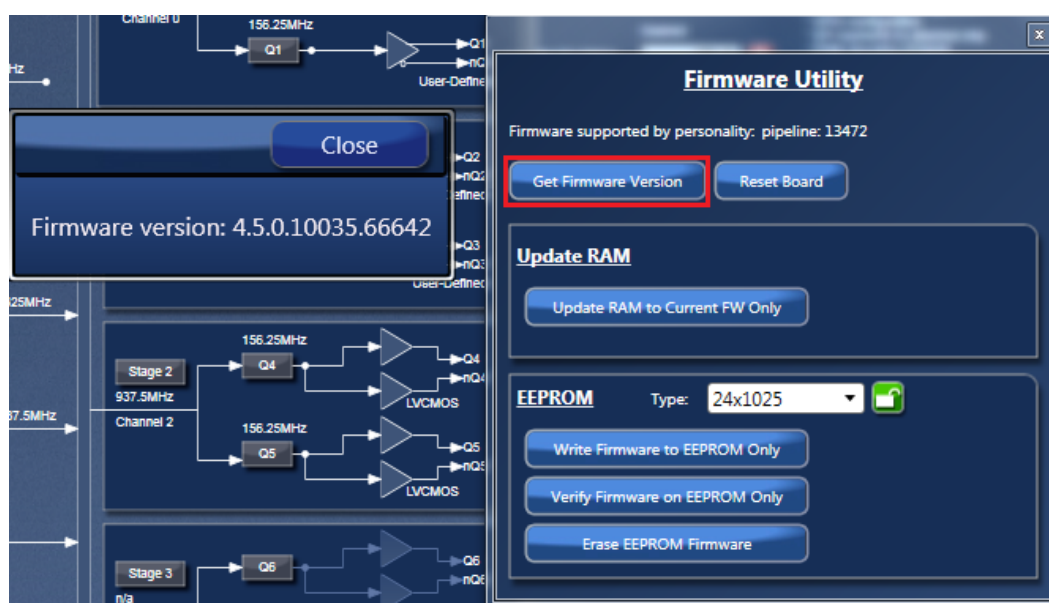 Channel 0
156.25MHz
Q1
Q1
nQ
User-Define
Hz
Close
Firmware version: 4.5.0.10035.66642
Q2
nQ2
efined
Q3
nQ3
User-Defined
25MHz
156.25MHz
Stage 2
Q4
Q4
nQ4
937.5MHz
LVCMOS
37.5MHz
Channel 2
156.25MHz
Q5
Q5
nQ5
LVCMOS
Stage 3
Q6
Q6
nQ6
n/a
x
Firmware Utility
Firmware supported by personality: pipeline: 13472
Get Firmware Version
Reset Board
Update RAM
Update RAM to Current FW Only
EEPROM
Type:
24x1025
Write Firmware to EEPROM Only
Verify Firmware on EEPROM Only
Erase EEPROM Firmware